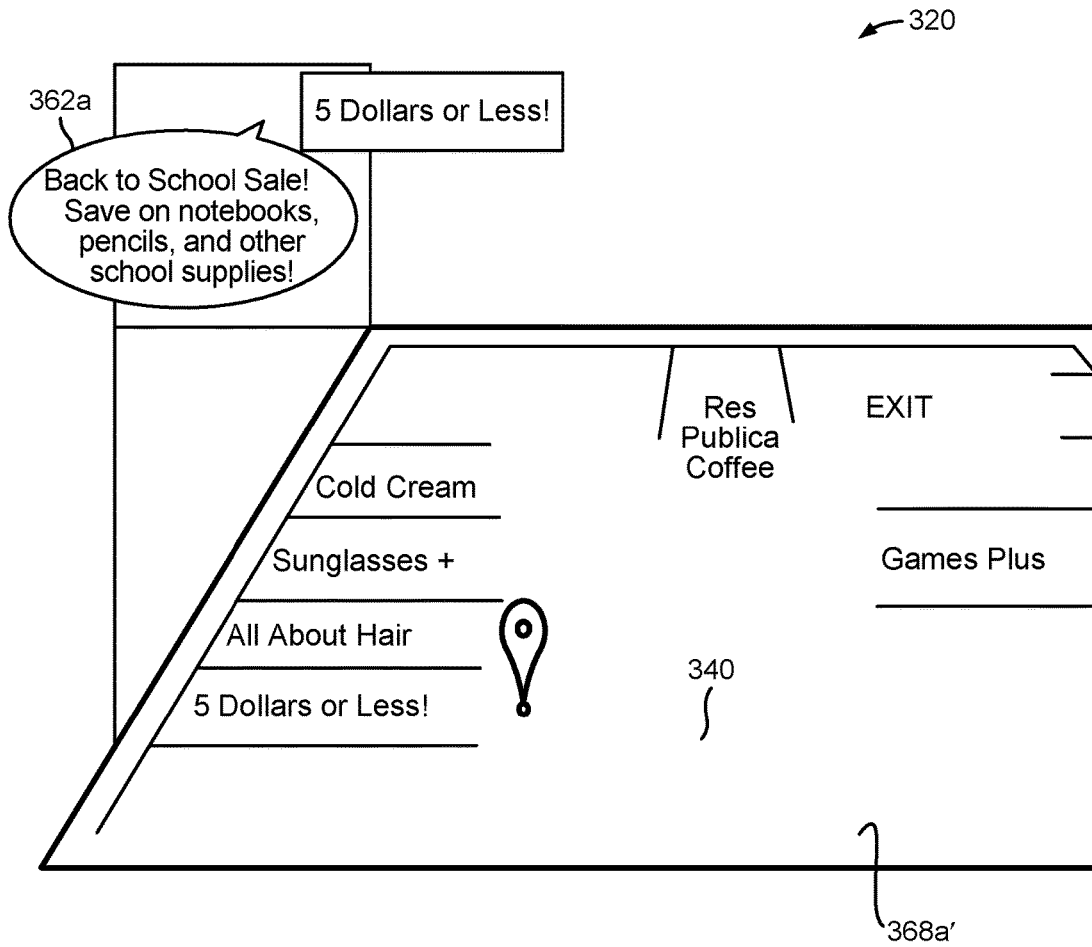 320
5 Dollars or Less!
362a
Back to School Sale!
Save on notebooks,
pencils, and other
school supplies!
Res
Publica
Coffee
EXIT
Cold Cream
Sunglasses +
Games Plus
All About Hair
340
5 Dollars or Less!
368a′